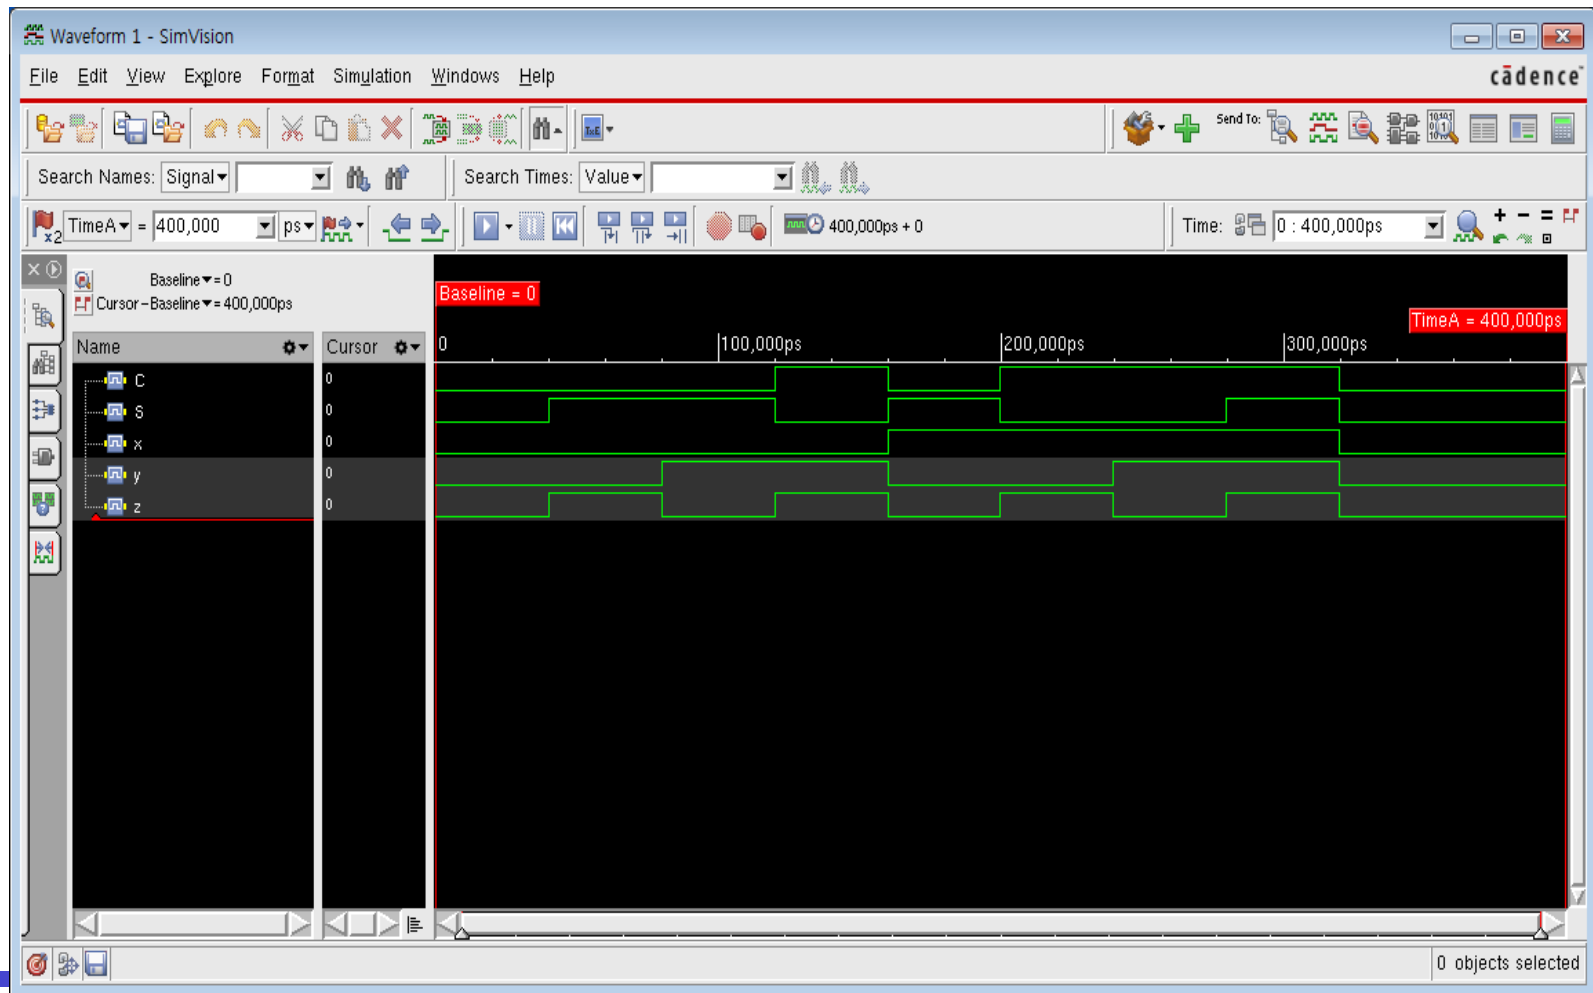 Waveform 1 - SimVision
File Edit View Explore Format Simulation Windows Help
cādence
Send To:
Search Names: Signal
Search Times: Value
x2 TimeA = 400,000 ps
400,000ps + 0
Time: 0 : 400,000ps
Baseline = 0
Cursor-Baseline = 400,000ps
Baseline = 0
TimeA = 400,000ps
Name Cursor
0 100,000ps 200,000ps 300,000ps
C 0
S 0
x 0
y 0
z 0
0 objects selected